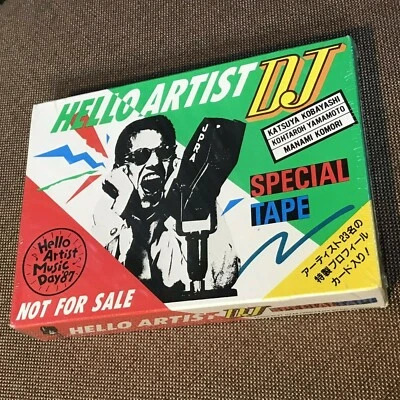 HELLO ARTIST DJ
KATSUYA KOBAYASHI
KOHTAROH YAMAMOTO
MANAMI KOMORI
JDRA
SPECIAL
TAPE
Hello
Artist
Music
Day87
アーティスト23名の
特製プロフィール
カード入り!
NOT FOR SALE
HELLO ARTIST DJ